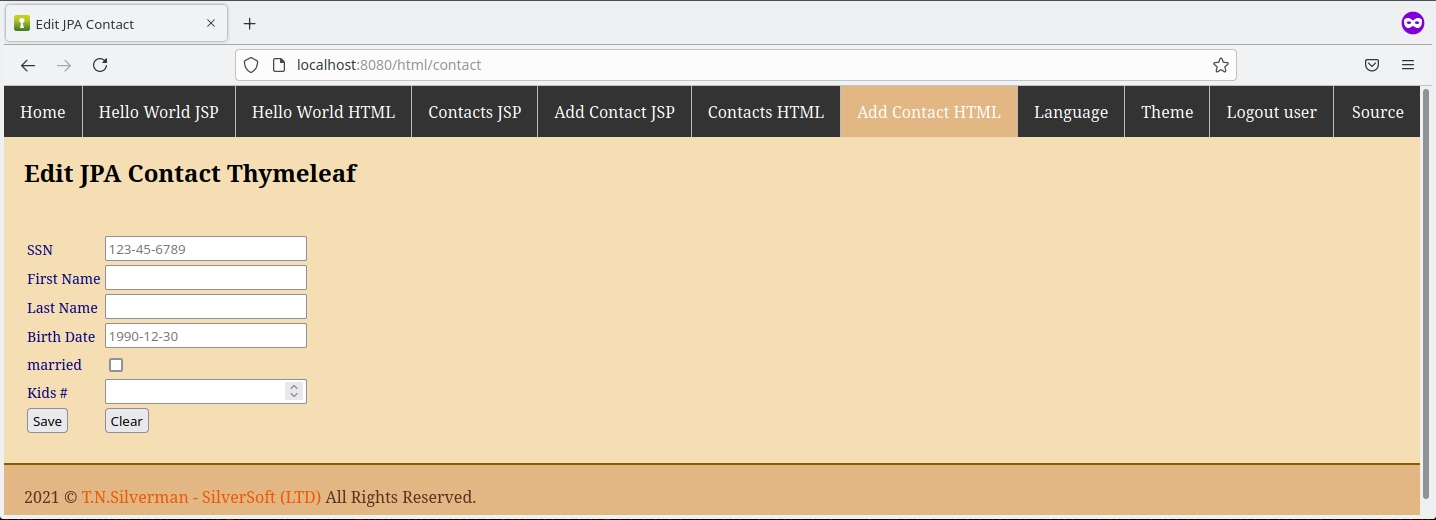 Edit JPA Contact
localhost:8080/html/contact
Home Hello World JSP Hello World HTML Contacts JSP Add Contact JSP Contacts HTML Add Contact HTML Language Theme Logout user Source
Edit JPA Contact Thymeleaf
SSN 123-45-6789
First Name
Last Name
Birth Date 1990-12-30
married
Kids #
Save Clear
2021 © T.N.Silverman - SilverSoft (LTD) All Rights Reserved.